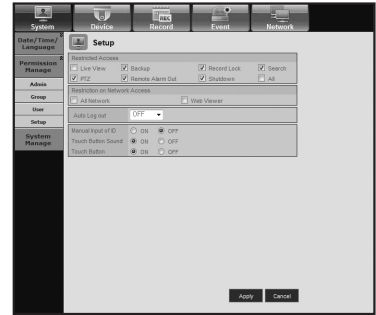 System Device Record Event Network
REC
Date/Time/
Language
Permission
Manage
Admin
Group
User
Setup
System
Manage
Setup
Restricted Access
Live View Backup Record Lock Search
PTZ Remote Alarm Out Shutdown All
Restriction on Network Access
All Network Web Viewer
Auto Log out OFF
Manual Input of ID ON OFF
Touch Button Sound ON OFF
Touch Button ON OFF
Apply Cancel